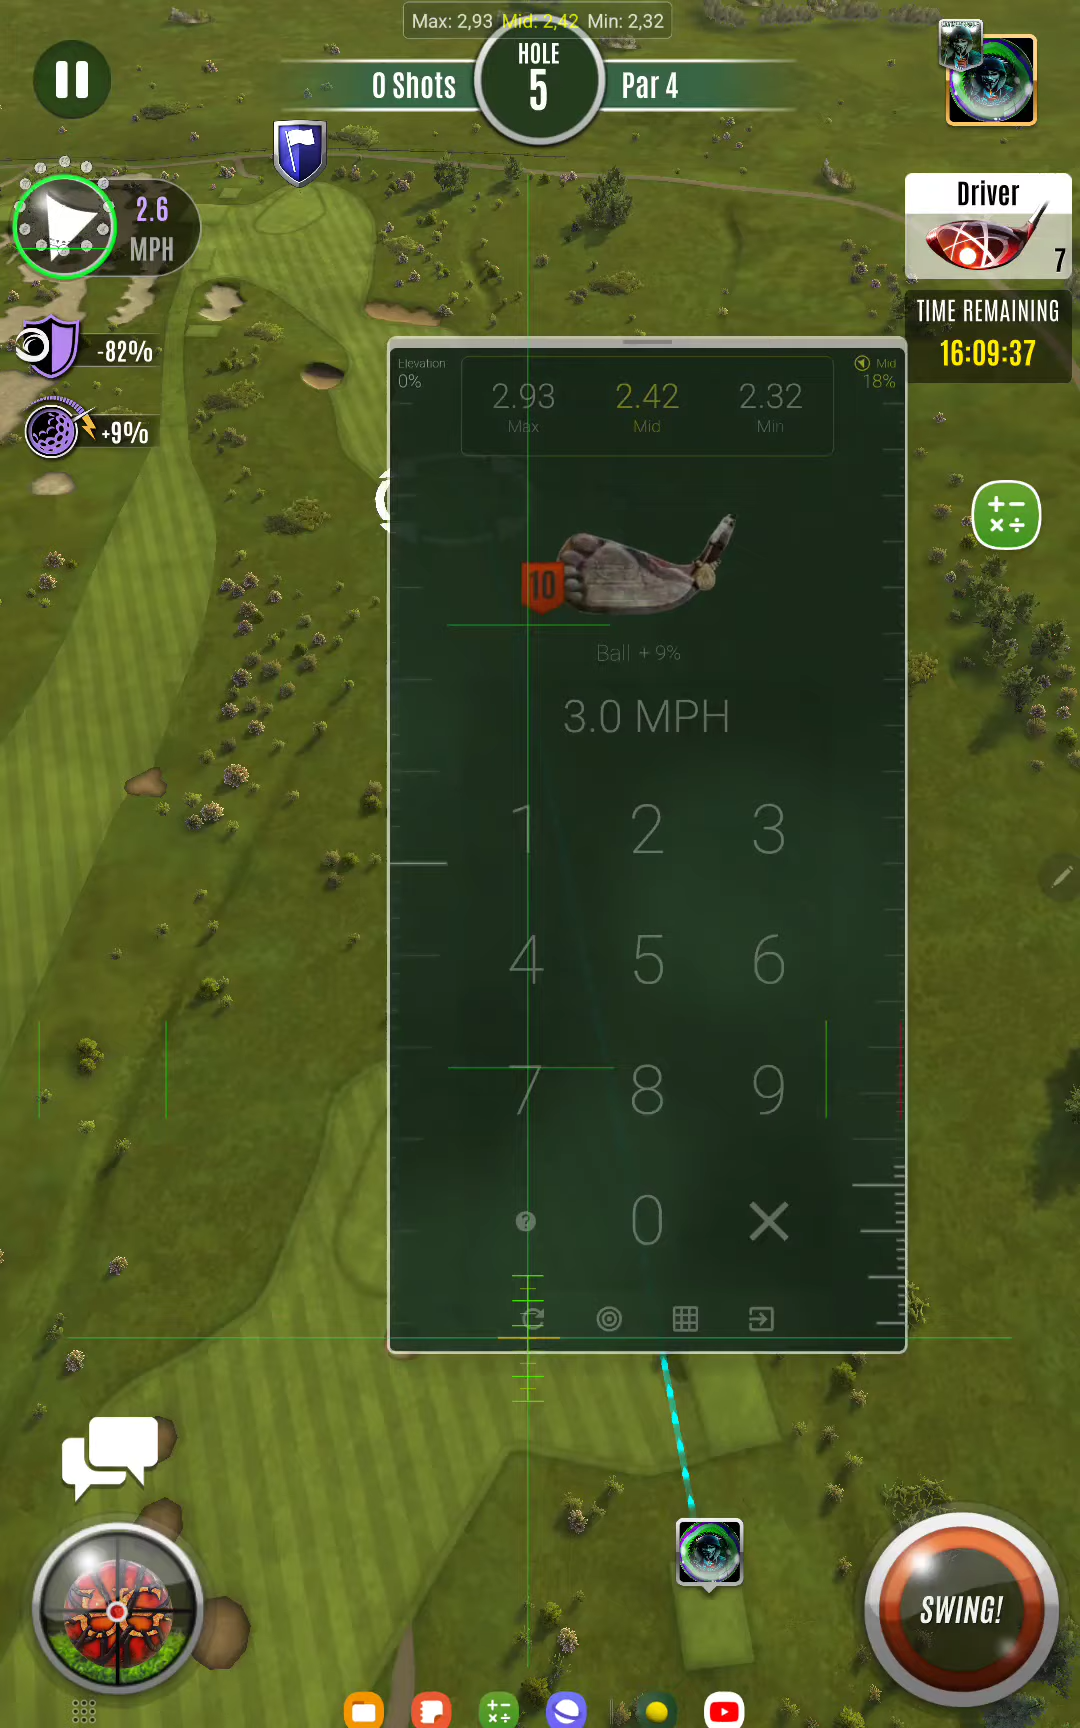 Max: 2,93 Mid: 2,42 Min: 2,32
HOLE
0 Shots 5 Par 4
2.6
MPH
Driver
7
TIME REMAINING
16:09:37
-82%
+9%
Elevation
0%
2.93 2.42 2.32
Max Mid Min
Mid
18%
10
Ball + 9%
3.0 MPH
1 2 3
4 5 6
7 8 9
? 0 ×
SWING!